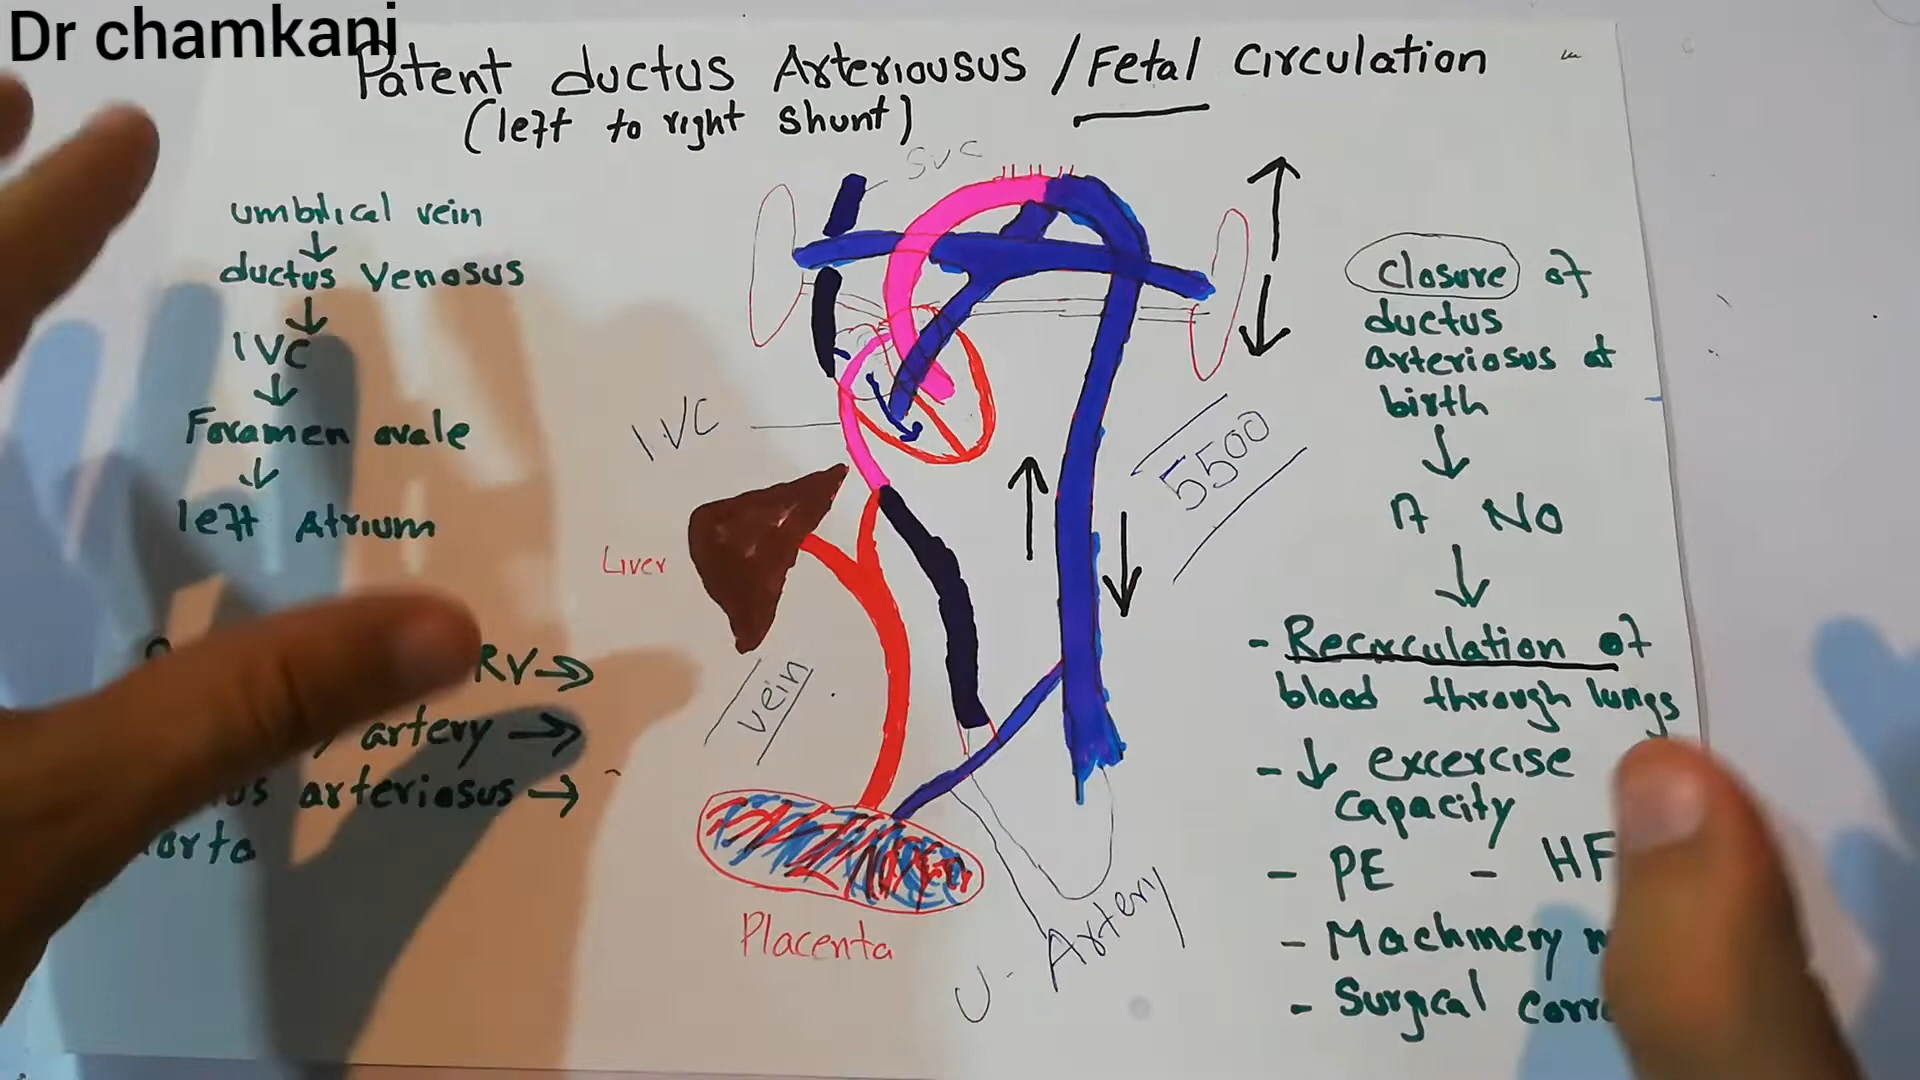 Dr chamkani
Patent ductus Arteriousus / Fetal Circulation
(left to right shunt)
SVC
umbilical vein
ductus Venosus
IVC
Foramen ovale
left Atrium
RV
artery
arteriosus
IVC
Liver
vein
Placenta
U- Artery
5500
Closure of
ductus
arteriosus at
birth
If NO
- Recirculation of
blood through lungs
- ↓ excercise
capacity
- PE - HF
- Machinery
- Surgical